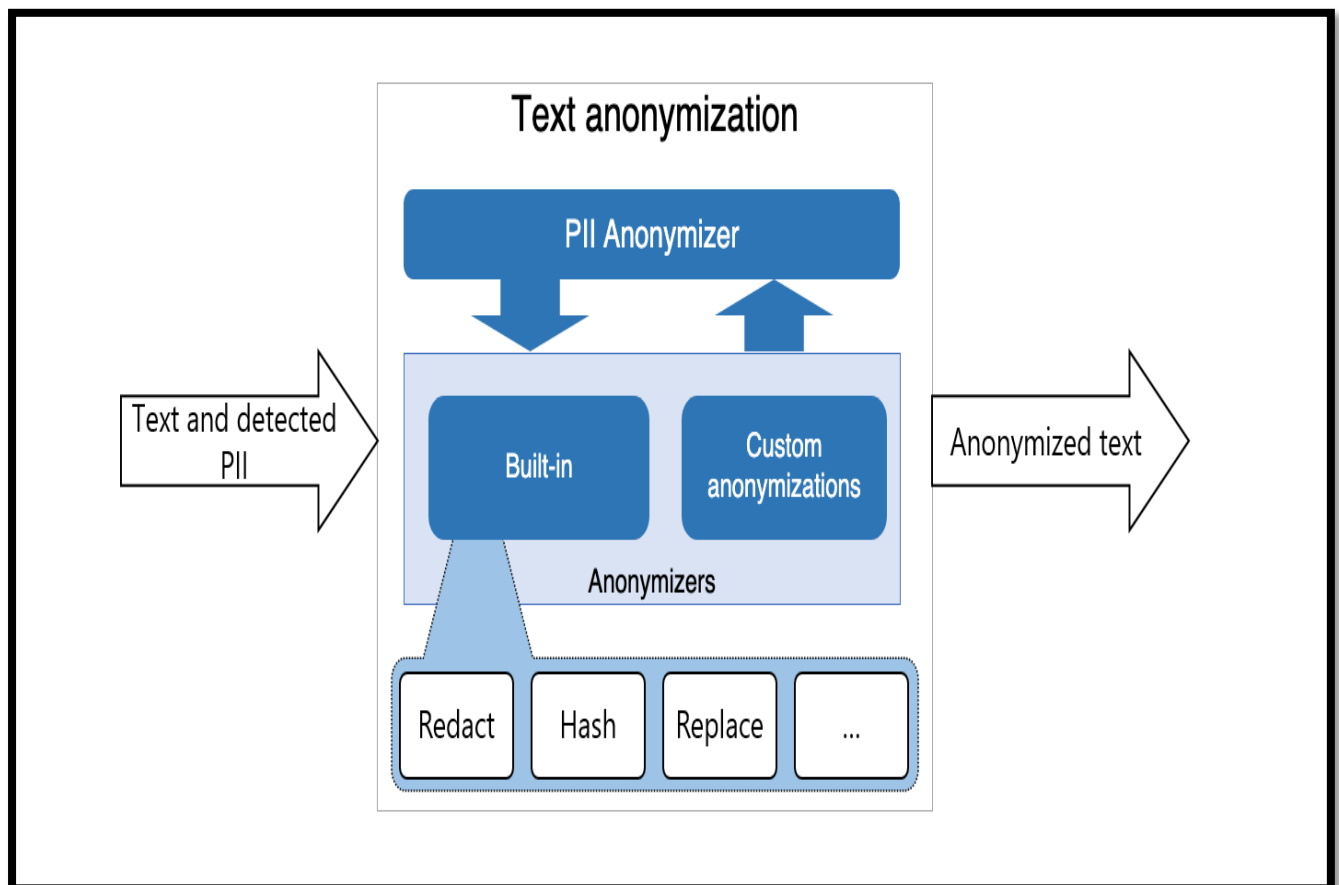 Text anonymization
PII Anonymizer
Text and detected
PII
Built-in
Custom
anonymizations
Anonymized text
Anonymizers
Redact
Hash
Replace
...